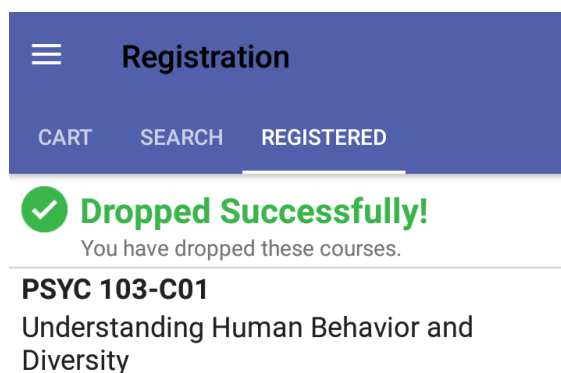 Registration
CART SEARCH REGISTERED
Dropped Successfully!
You have dropped these courses.
PSYC 103-C01
Understanding Human Behavior and
Diversity